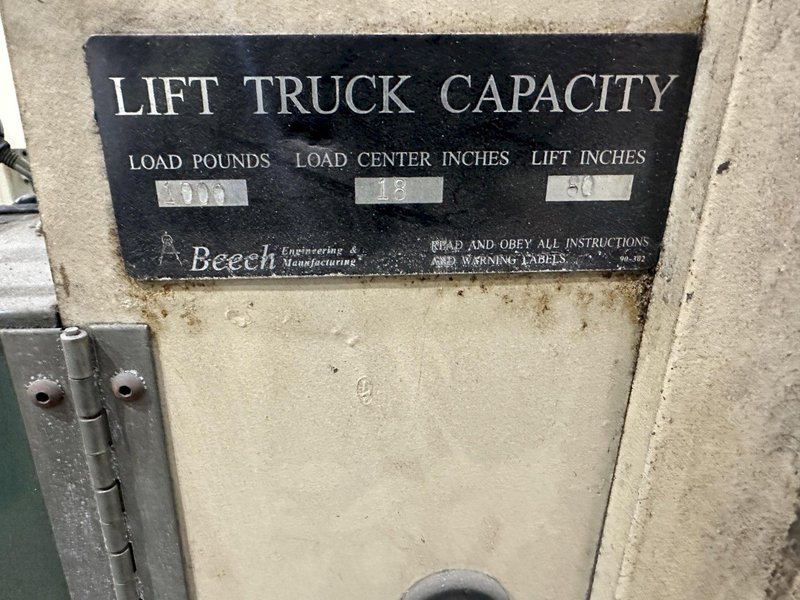 LIFT TRUCK CAPACITY
LOAD POUNDS LOAD CENTER INCHES LIFT INCHES
1000 18 60
Beech Engineering & Manufacturing
READ AND OBEY ALL INSTRUCTIONS
AND WARNING LABELS 90-302